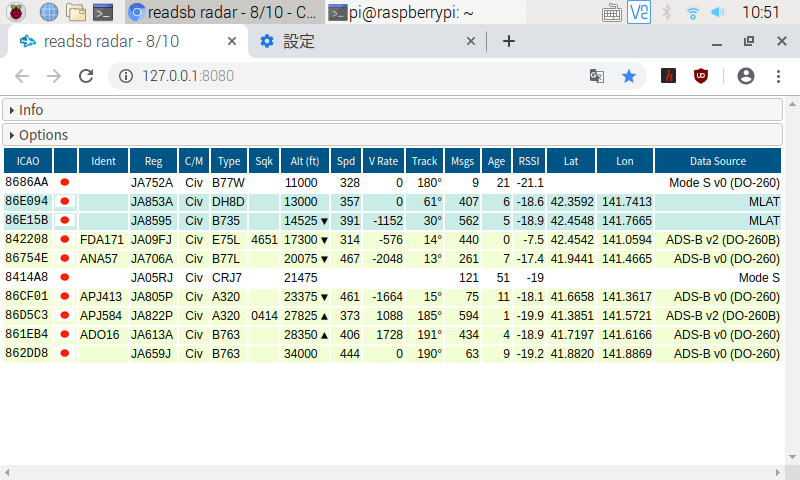 readsb radar - 8/10 - C... pi@raspberrypi: ~ 10:51
readsb radar - 8/10 設定
127.0.0.1:8080
Info
Options
ICAO Ident Reg C/M Type Sqk Alt (ft) Spd V Rate Track Msgs Age RSSI Lat Lon Data Source
8686AA JA752A Civ B77W 11000 328 0 180° 9 21 -21.1 Mode S v0 (DO-260)
86E094 JA853A Civ DH8D 13000 357 0 61° 407 6 -18.6 42.3592 141.7413 MLAT
86E15B JA8595 Civ B735 14525 ▼ 391 -1152 30° 562 5 -18.9 42.4548 141.7665 MLAT
842208 FDA171 JA09FJ Civ E75L 4651 17300 ▼ 314 -576 14° 440 0 -7.5 42.4542 141.0594 ADS-B v2 (DO-260B)
86754E ANA57 JA706A Civ B77L 20075 ▼ 467 -2048 13° 261 7 -17.4 41.9441 141.4665 ADS-B v0 (DO-260)
8414A8 JA05RJ Civ CRJ7 21475 121 51 -19 Mode S
86CF01 APJ413 JA805P Civ A320 23375 ▼ 461 -1664 15° 75 11 -18.1 41.6658 141.3617 ADS-B v0 (DO-260)
86D5C3 APJ584 JA822P Civ A320 0414 27825 ▲ 373 1088 185° 594 1 -19.9 41.3851 141.5721 ADS-B v2 (DO-260B)
861EB4 ADO16 JA613A Civ B763 28350 ▲ 406 1728 191° 434 4 -18.9 41.7197 141.6166 ADS-B v0 (DO-260)
862DD8 JA659J Civ B763 34000 444 0 190° 63 9 -19.2 41.8820 141.8869 ADS-B v0 (DO-260)